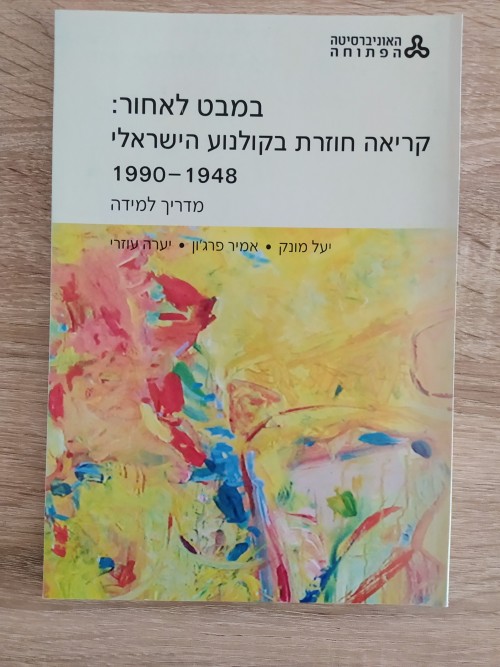 האוניברסיטה
הפתוחה
במבט לאחור:
קריאה חוזרת בקולנוע הישראלי
1990–1948
מדריך למידה
יעל מונק • אמיר פרג'ון • יערה עוזרי